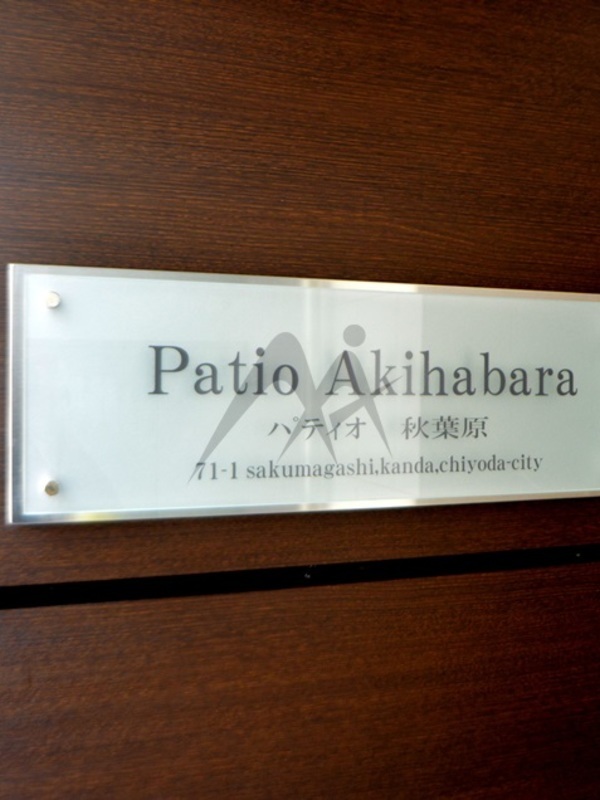 Patio Akihabara
パティオ 秋葉原
71-1 sakumagashi,kanda,chiyoda-city